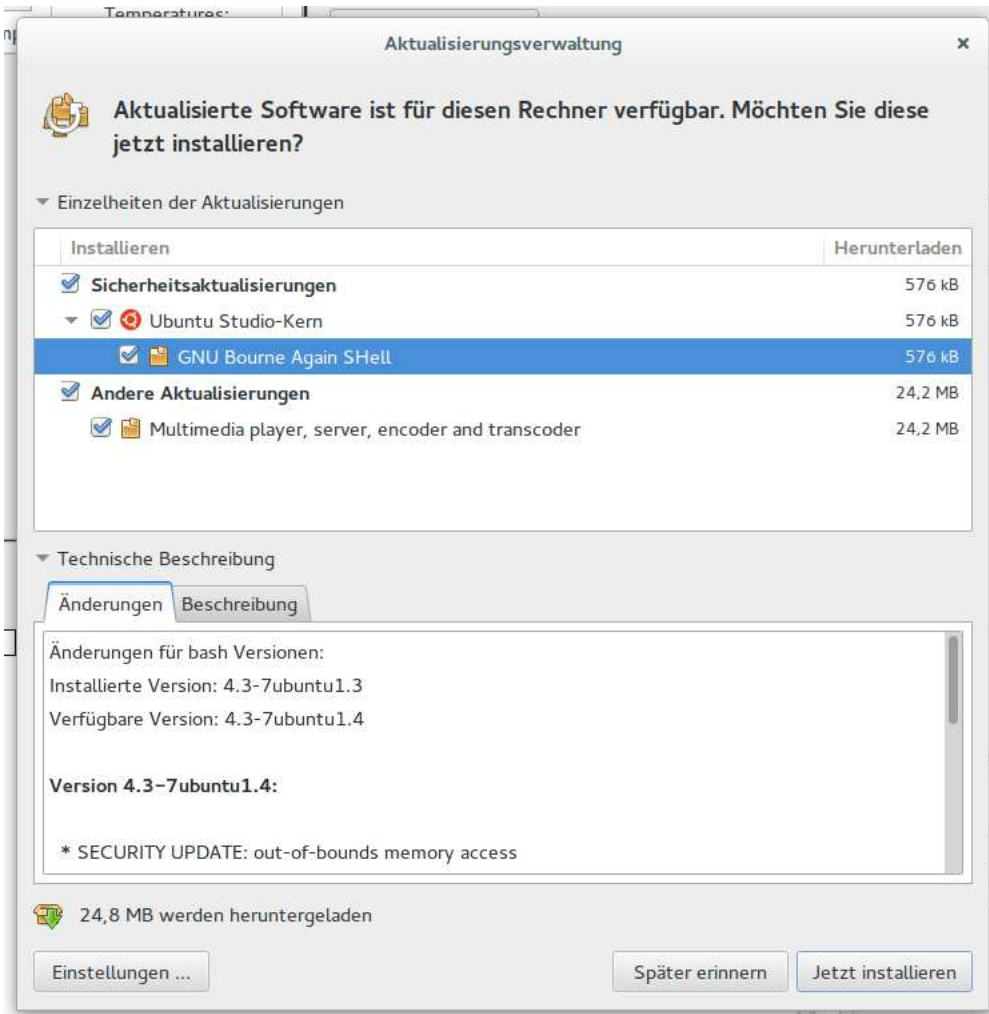 Temperatures:
Aktualisierungsverwaltung
Aktualisierte Software ist für diesen Rechner verfügbar. Möchten Sie diese
jetzt installieren?
Einzelheiten der Aktualisierungen
Installieren Herunterladen
Sicherheitsaktualisierungen 576 kB
Ubuntu Studio-Kern 576 kB
GNU Bourne Again SHell 576 kB
Andere Aktualisierungen 24,2 MB
Multimedia player, server, encoder and transcoder 24,2 MB
Technische Beschreibung
Änderungen Beschreibung
Änderungen für bash Versionen:
Installierte Version: 4.3-7ubuntu1.3
Verfügbare Version: 4.3-7ubuntu1.4
Version 4.3-7ubuntu1.4:
* SECURITY UPDATE: out-of-bounds memory access
24,8 MB werden heruntergeladen
Einstellungen ... Später erinnern Jetzt installieren